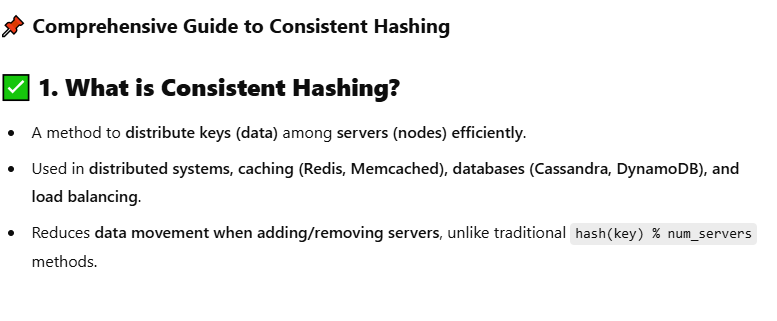 📌 Comprehensive Guide to Consistent Hashing
✅ 1. What is Consistent Hashing?
• A method to distribute keys (data) among servers (nodes) efficiently.
• Used in distributed systems, caching (Redis, Memcached), databases (Cassandra, DynamoDB), and
load balancing.
• Reduces data movement when adding/removing servers, unlike traditional hash(key) % num_servers
methods.